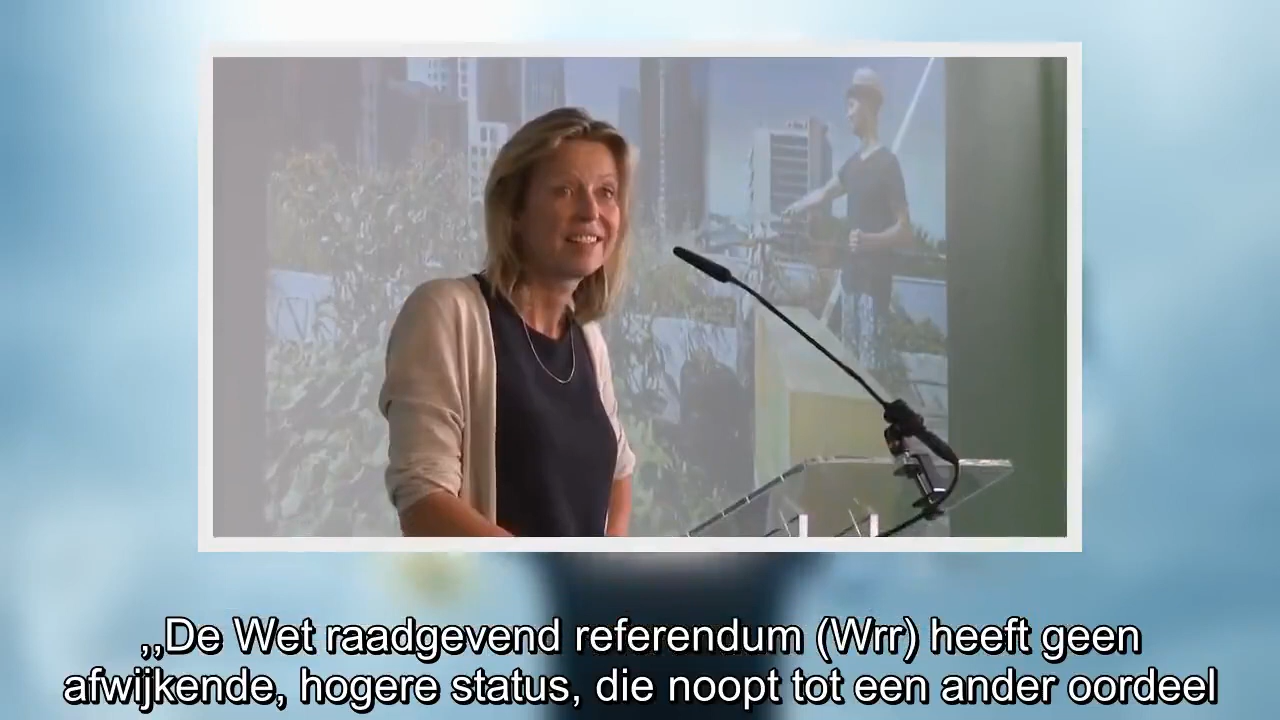 ,,De Wet raadgevend referendum (Wrr) heeft geen
afwijkende, hogere status, die noopt tot een ander oordeel